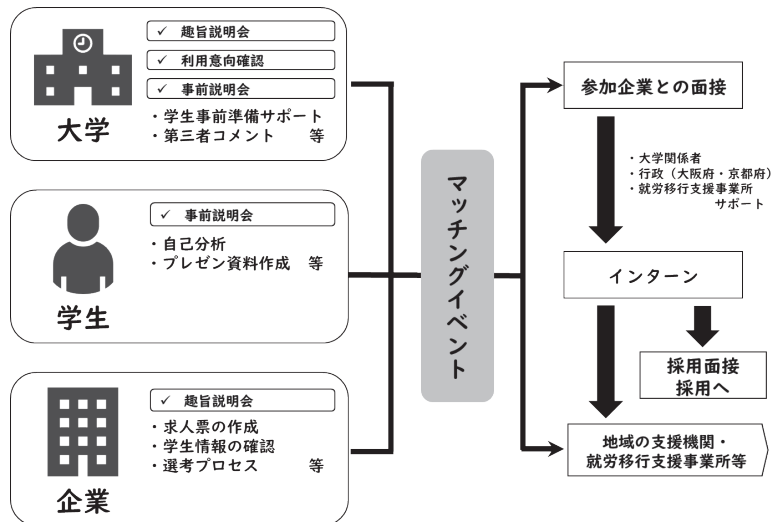 ✓ 趣旨説明会
✓ 利用意向確認
✓ 事前説明会
・学生事前準備サポート
・第三者コメント 等
大学
✓ 事前説明会
・自己分析
・プレゼン資料作成 等
学生
✓ 趣旨説明会
・求人票の作成
・学生情報の確認
・選考プロセス 等
企業
マッチングイベント
参加企業との面接
・大学関係者
・行政（大阪府・京都府）
・就労移行支援事業所
サポート
インターン
採用面接
採用へ
地域の支援機関・
就労移行支援事業所等